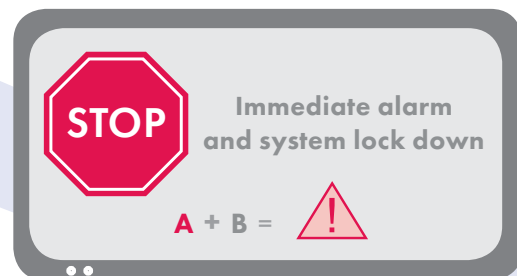 STOP
Immediate alarm
and system lock down
A + B = !